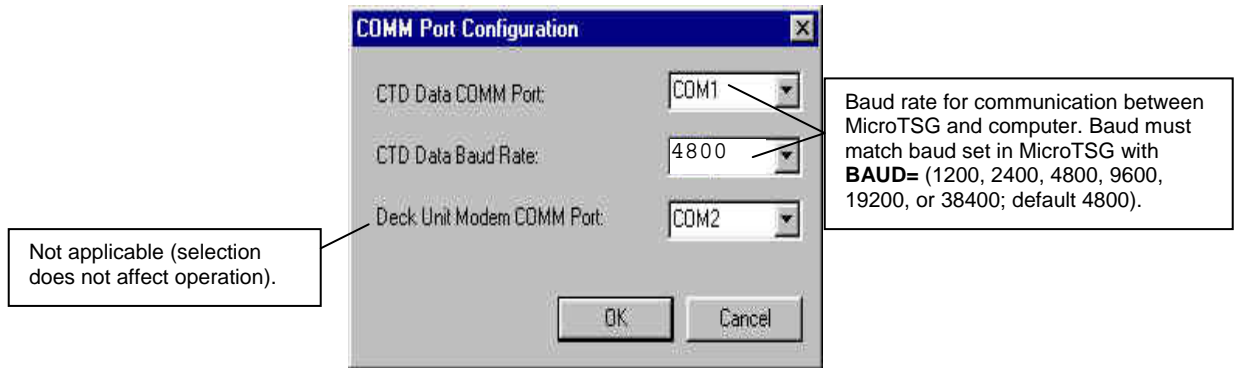 COMM Port Configuration
CTD Data COMM Port:
COM1
CTD Data Baud Rate:
4800
Deck Unit Modem COMM Port:
COM2
OK
Cancel
Baud rate for communication between
MicroTSG and computer. Baud must
match baud set in MicroTSG with
BAUD= (1200, 2400, 4800, 9600,
19200, or 38400; default 4800).
Not applicable (selection
does not affect operation).